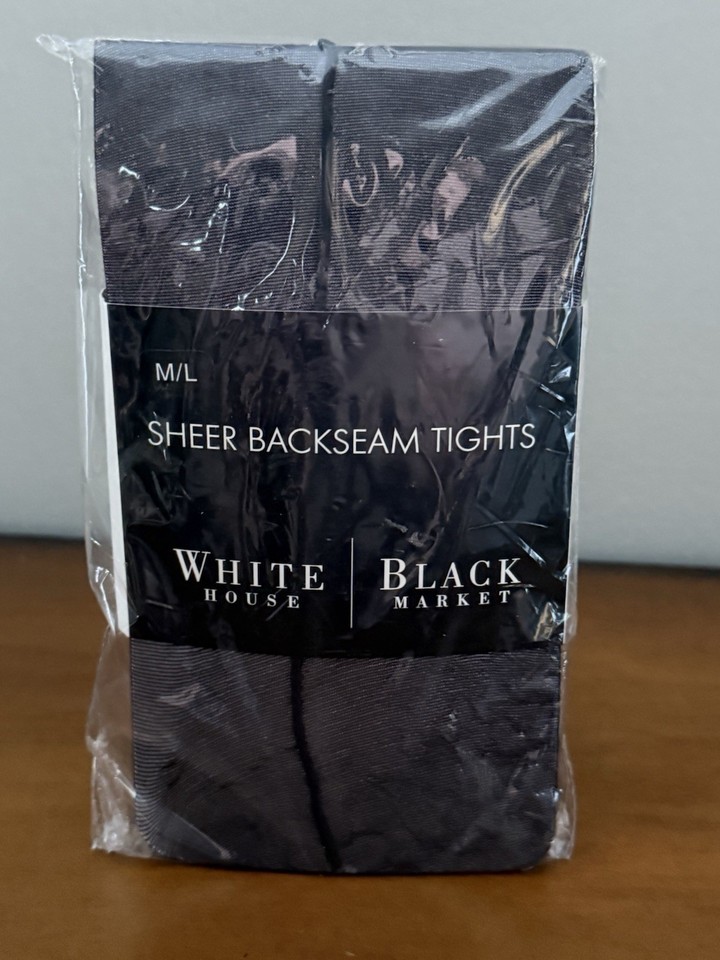 M/L
SHEER BACKSEAM TIGHTS
WHITE | BLACK
HOUSE | MARKET